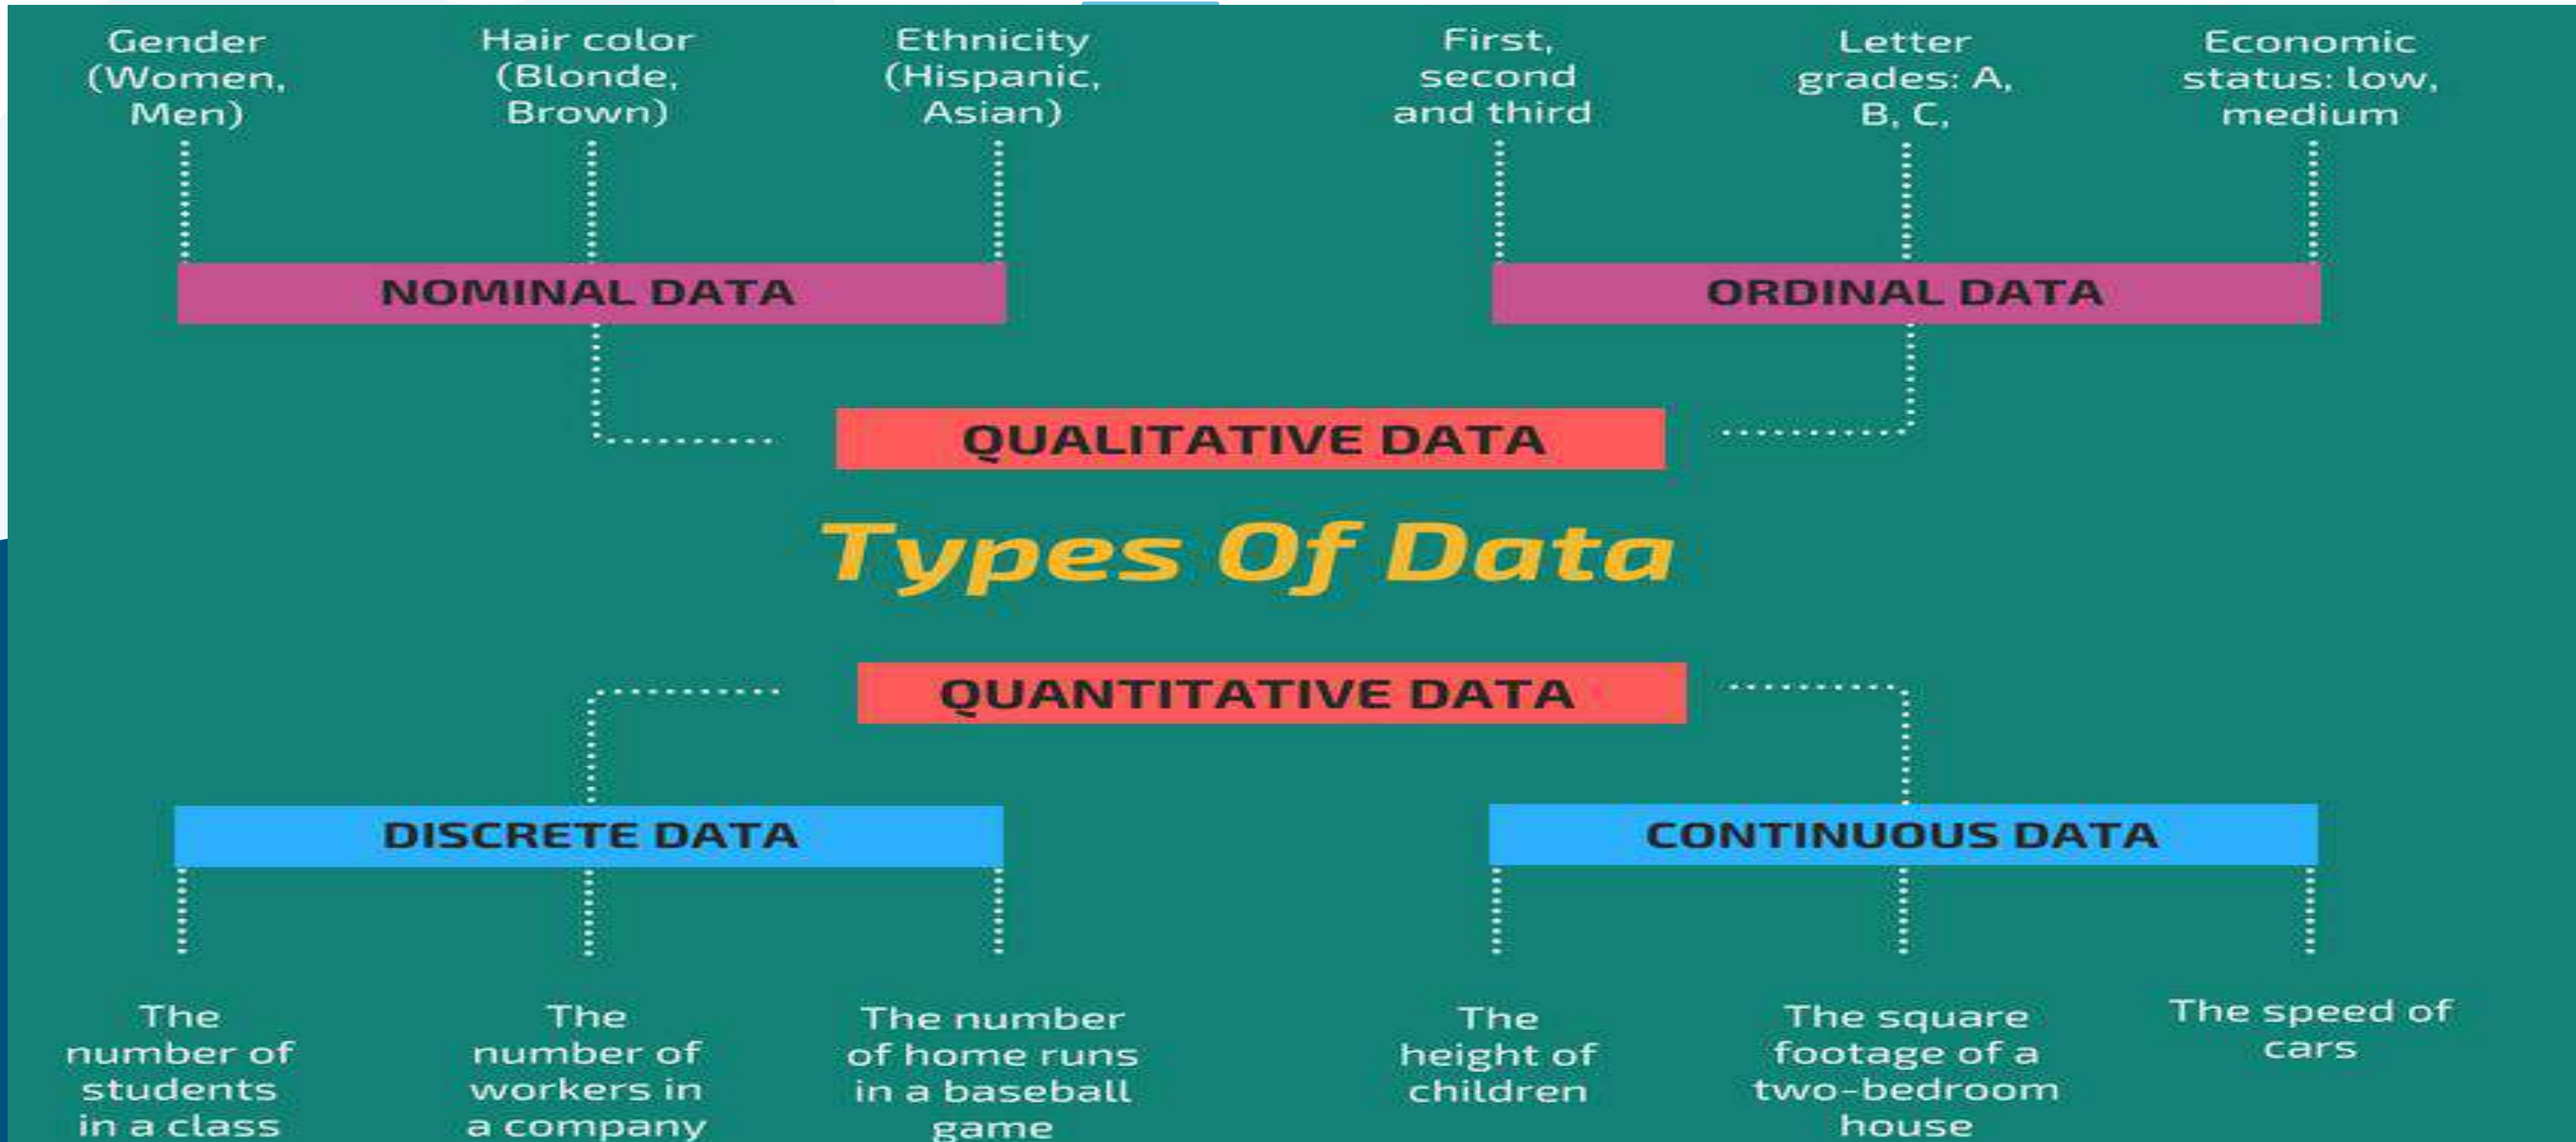 Gender
(Women,
Men)
Hair color
(Blonde,
Brown)
Ethnicity
(Hispanic,
Asian)
First,
second
and third
Letter
grades: A,
B, C,
Economic
status: low,
medium
NOMINAL DATA
ORDINAL DATA
QUALITATIVE DATA
Types Of Data
QUANTITATIVE DATA
DISCRETE DATA
CONTINUOUS DATA
The
number of
students
in a class
The
number of
workers in
a company
The number
of home runs
in a baseball
game
The
height of
children
The square
footage of a
two-bedroom
house
The speed of
cars